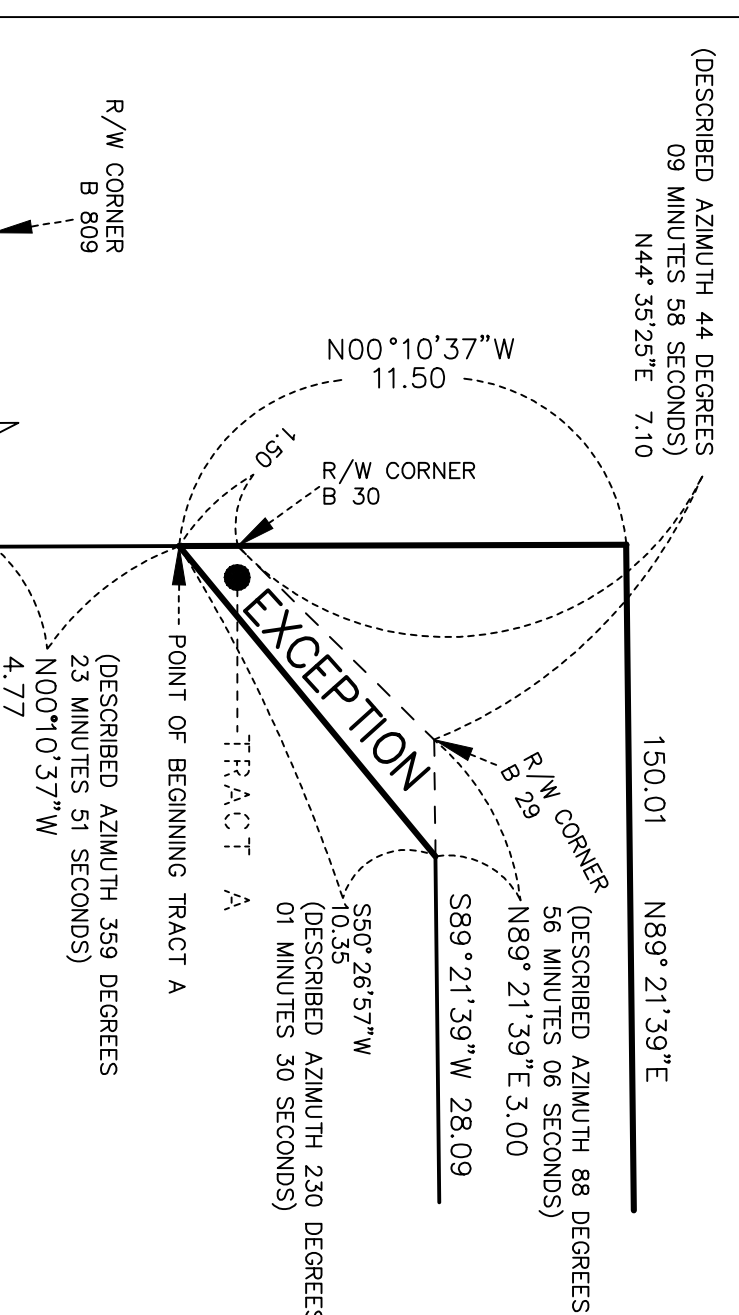 (DESCRIBED AZIMUTH 44 DEGREES
09 MINUTES 58 SECONDS)
N44°35'25"E 7.10
R/W CORNER
B 809
N00°10'37"W
11.50
1.50
R/W CORNER
B 30
EXCEPTION
R/W CORNER
B 29
150.01 N89°21'39"E
(DESCRIBED AZIMUTH 88 DEGREES
56 MINUTES 06 SECONDS)
N89°21'39"E 3.00
S89°21'39"W 28.09
S50°26'57"W
10.35
(DESCRIBED AZIMUTH 230 DEGREES
01 MINUTES 30 SECONDS)
TRACT A
POINT OF BEGINNING TRACT A
(DESCRIBED AZIMUTH 359 DEGREES
23 MINUTES 51 SECONDS)
N00°10'37"W
4.77